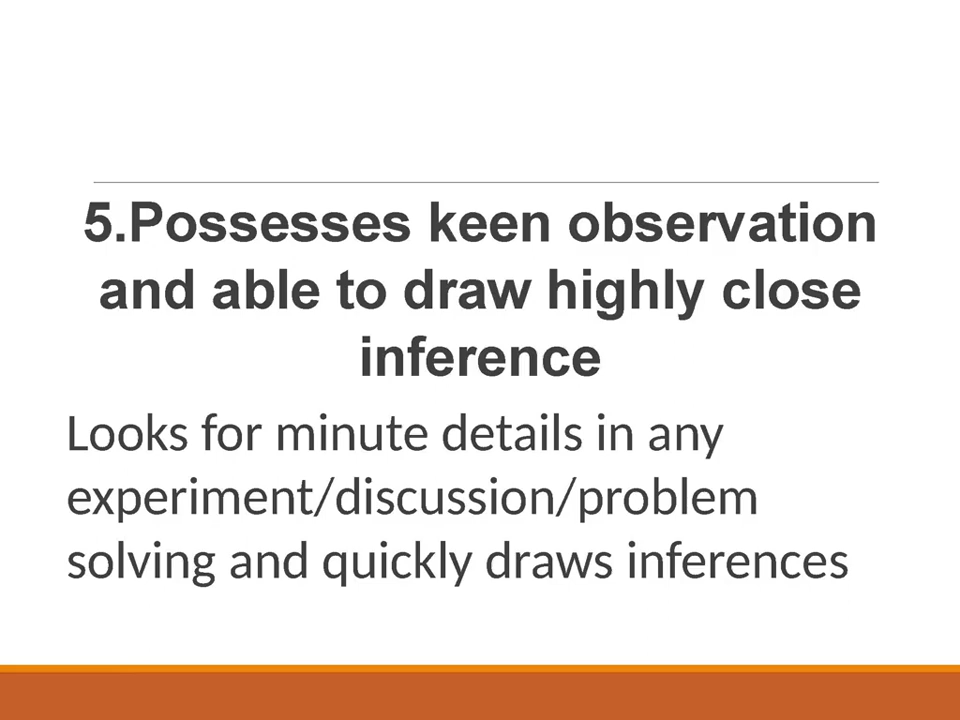 5.Possesses keen observation
and able to draw highly close
inference
Looks for minute details in any
experiment/discussion/problem
solving and quickly draws inferences